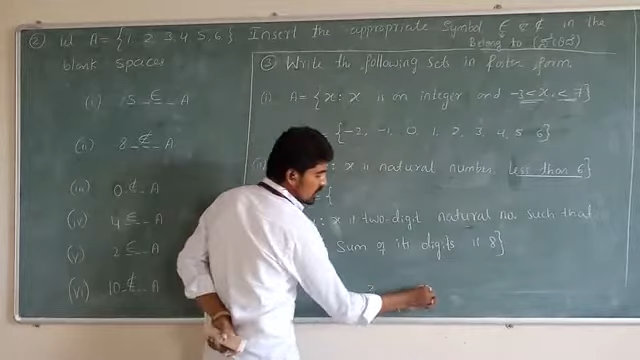 ② Let A = {1, 2, 3, 4, 5, 6} Insert the appropriate symbol ∈ or ∉ in the
blank spaces
Belong to
(i) 5 _∈_ A
(ii) 8 _∉_ A
(iii) 0 _∉_ A
(iv) 4 _∈_ A
(v) 2 _∈_ A
(vi) 10 _∉_ A
③ Write the following sets in roster form
(i) A = {x : x is an integer and -3 < x < 7}
{-2, -1, 0, 1, 2, 3, 4, 5 6}
: x is natural number less than 6}
{
: x is two-digit natural no. such that
Sum of its digits is 8}